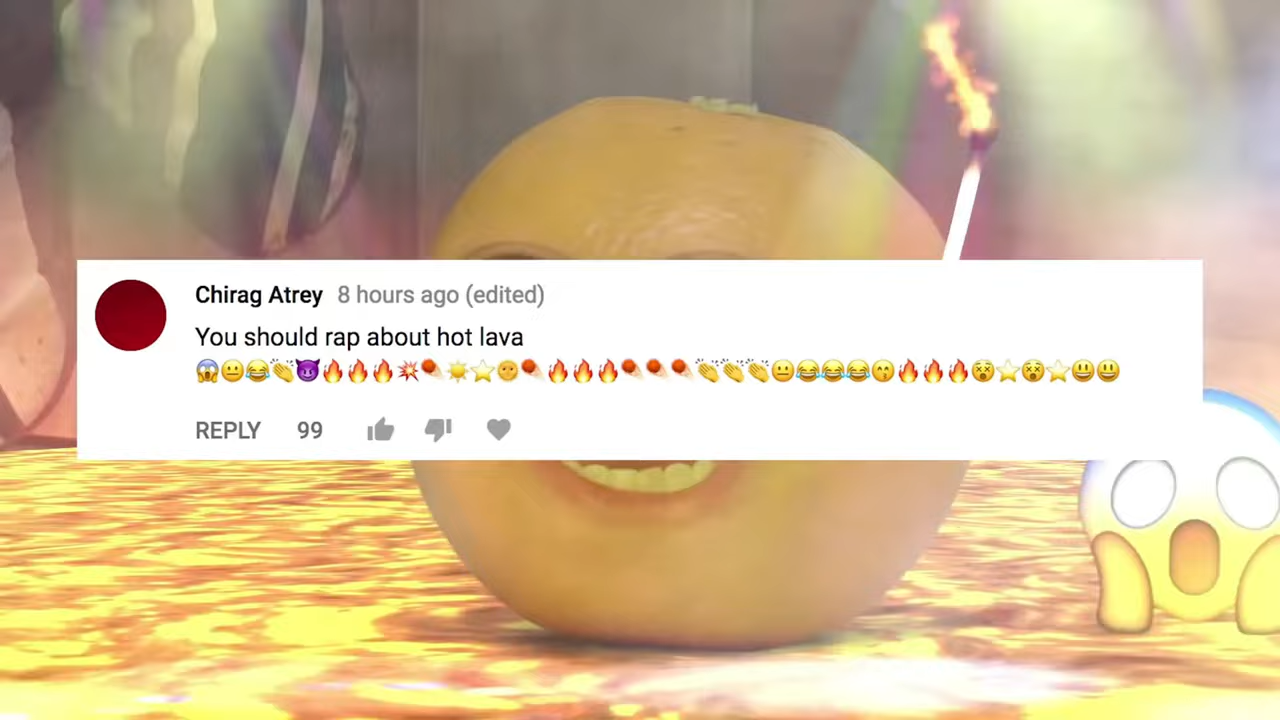 Chirag Atrey 8 hours ago (edited)
You should rap about hot lava
😱😐😂👏😈🔥🔥🔥💥☄️☀️⭐🌝☄️🔥🔥🔥☄️☄️☄️👏👏👏😐😂😂😂😙🔥🔥🔥😵⭐😵⭐😃😃
REPLY 99